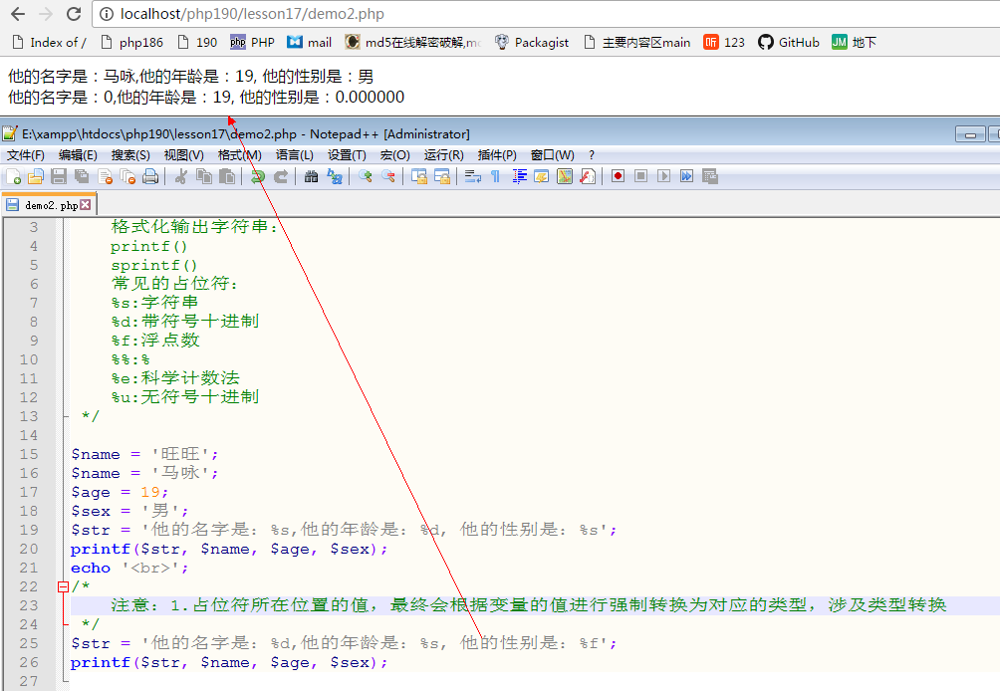 localhost/php190/lesson17/demo2.php
Index of / php186 190 php PHP mail md5在线解密破解,mc Packagist 主要内容区main 听 123 GitHub JM 地下
他的名字是：马咏,他的年龄是：19, 他的性别是：男
他的名字是：0,他的年龄是：19, 他的性别是：0.000000
E:\xampp\htdocs\php190\lesson17\demo2.php - Notepad++ [Administrator]
文件(F) 编辑(E) 搜索(S) 视图(V) 格式(M) 语言(L) 设置(T) 宏(O) 运行(R) 插件(P) 窗口(W) ?
demo2.php
3 格式化输出字符串：
4 printf()
5 sprintf()
6 常见的占位符：
7 %s:字符串
8 %d:带符号十进制
9 %f:浮点数
10 %%:%
11 %e:科学计数法
12 %u:无符号十进制
13 */
14
15 $name = '旺旺';
16 $name = '马咏';
17 $age = 19;
18 $sex = '男';
19 $str = '他的名字是：%s,他的年龄是：%d, 他的性别是：%s';
20 printf($str, $name, $age, $sex);
21 echo '<br>';
22 /*
23 注意：1.占位符所在位置的值，最终会根据变量的值进行强制转换为对应的类型，涉及类型转换
24 */
25 $str = '他的名字是：%d,他的年龄是：%s, 他的性别是：%f';
26 printf($str, $name, $age, $sex);
27